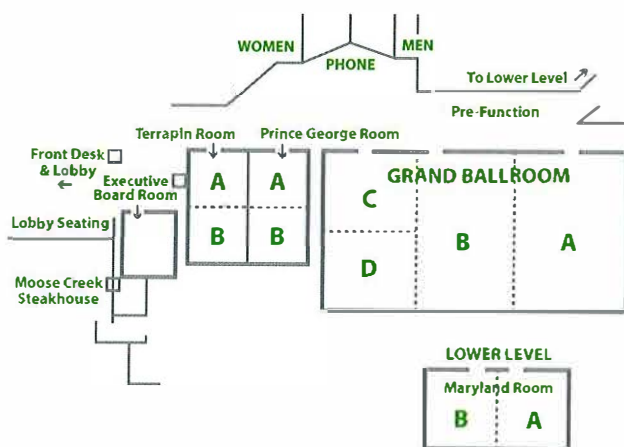 WOMEN
MEN
PHONE
To Lower Level
Pre-Function
Terrapin Room
Prince George Room
Front Desk
& Lobby
Executive
Board Room
Lobby Seating
Moose Creek
Steakhouse
A
A
B
B
GRAND BALLROOM
C
D
B
A
LOWER LEVEL
Maryland Room
B
A